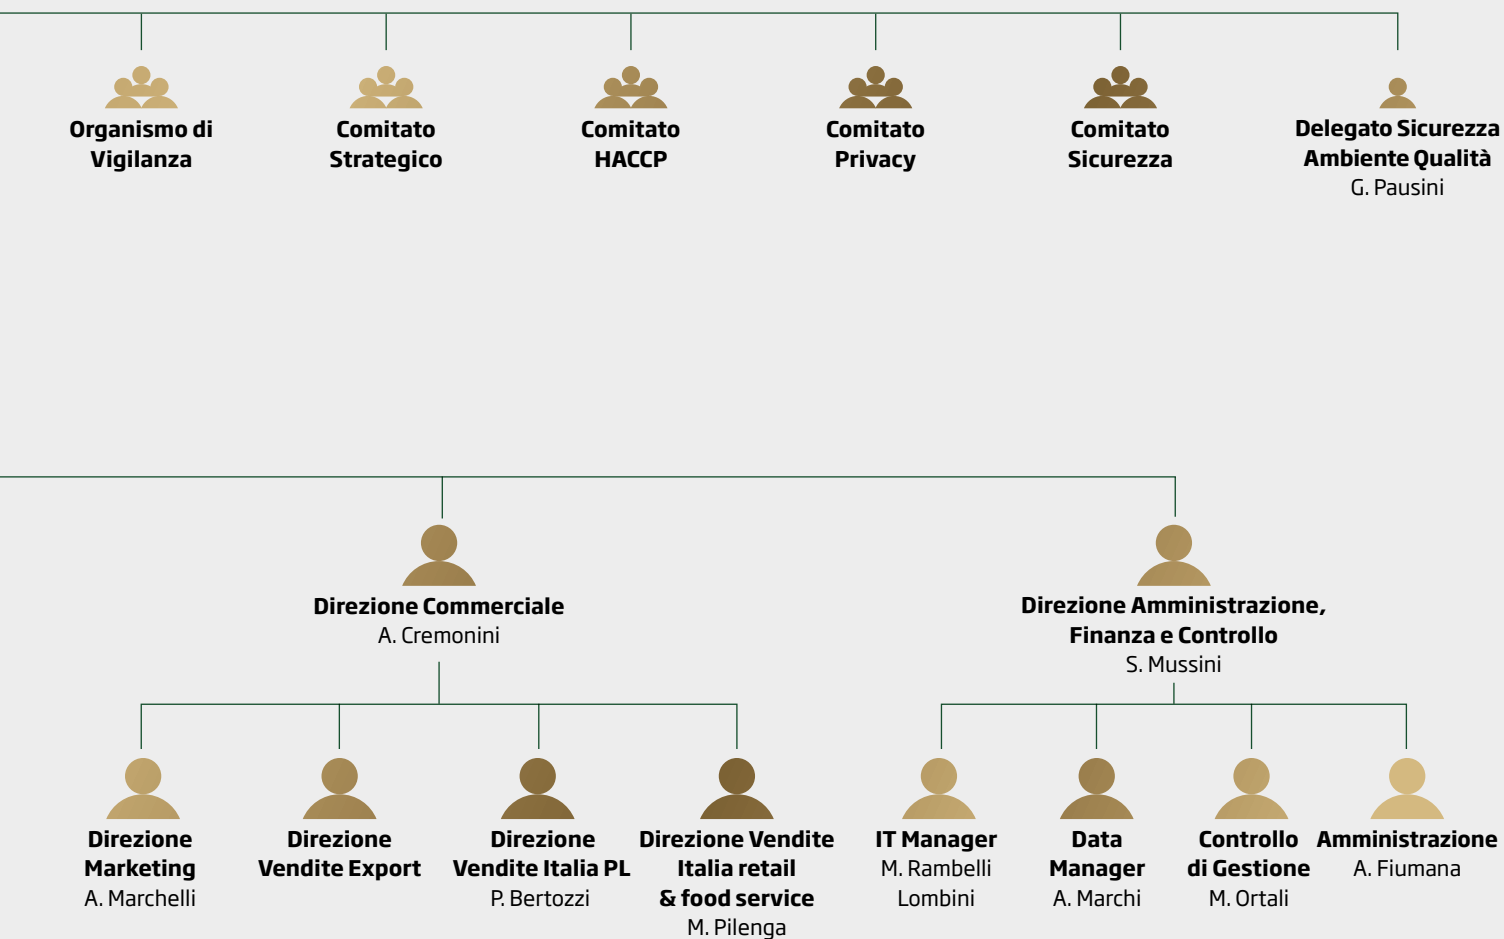 Organismo di
Vigilanza
Comitato
Strategico
Comitato
HACCP
Comitato
Privacy
Comitato
Sicurezza
Delegato Sicurezza
Ambiente Qualità
G. Pausini
Direzione Commerciale
A. Cremonini
Direzione Amministrazione,
Finanza e Controllo
S. Mussini
Direzione
Marketing
A. Marchelli
Direzione
Vendite Export
Direzione
Vendite Italia PL
P. Bertozzi
Direzione Vendite
Italia retail
& food service
M. Pilenga
IT Manager
M. Rambelli
Lombini
Data
Manager
A. Marchi
Controllo
di Gestione
M. Ortali
Amministrazione
A. Fiumana